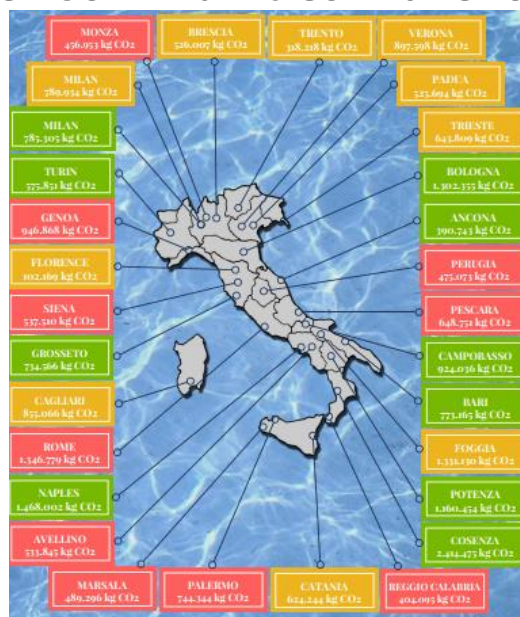 MONZA
456.953 kg CO2
BRESCIA
526.007 kg CO2
TRENTO
318.218 kg CO2
VERONA
897.598 kg CO2
MILAN
789.934 kg CO2
PADUA
523.694 kg CO2
MILAN
785.305 kg CO2
TRIESTE
643.809 kg CO2
TURIN
575.851 kg CO2
BOLOGNA
1.302.355 kg CO2
GENOA
946.868 kg CO2
ANCONA
390.743 kg CO2
FLORENCE
102.169 kg CO2
PERUGIA
475.073 kg CO2
SIENA
537.510 kg CO2
PESCARA
648.751 kg CO2
GROSSETO
734.566 kg CO2
CAMPOBASSO
924.036 kg CO2
CAGLIARI
855.066 kg CO2
BARI
773.165 kg CO2
ROME
1.346.779 kg CO2
FOGGIA
1.331.130 kg CO2
NAPLES
1.468.002 kg CO2
POTENZA
1.160.454 kg CO2
AVELLINO
533.845 kg CO2
COSENZA
2.414.475 kg CO2
MARSALA
489.296 kg CO2
PALERMO
744.344 kg CO2
CATANIA
624.244 kg CO2
REGGIO CALABRIA
404.095 kg CO2